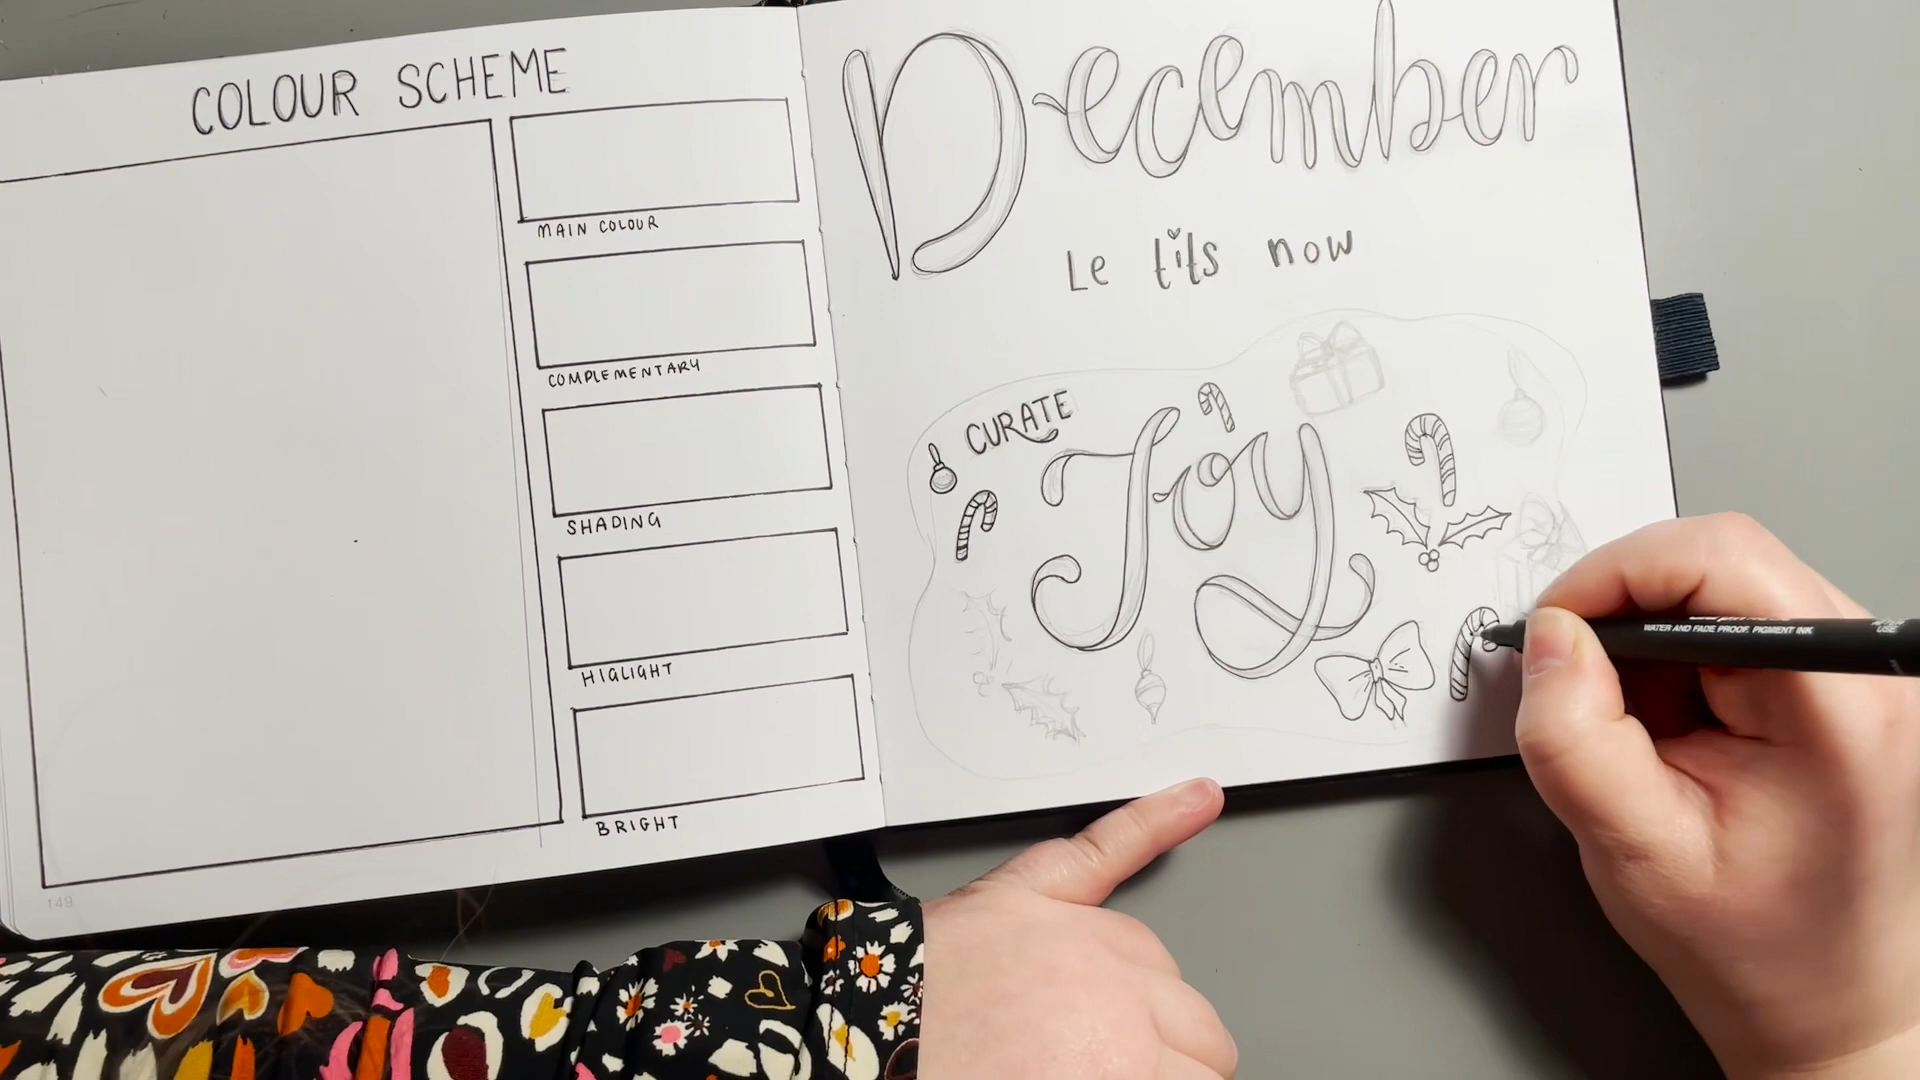 COLOUR SCHEME
MAIN COLOUR
COMPLEMENTARY
SHADING
HIGLIGHT
BRIGHT
149
December
Le tits now
CURATE
Joy
WATER AND FADE PROOF, PIGMENT INK